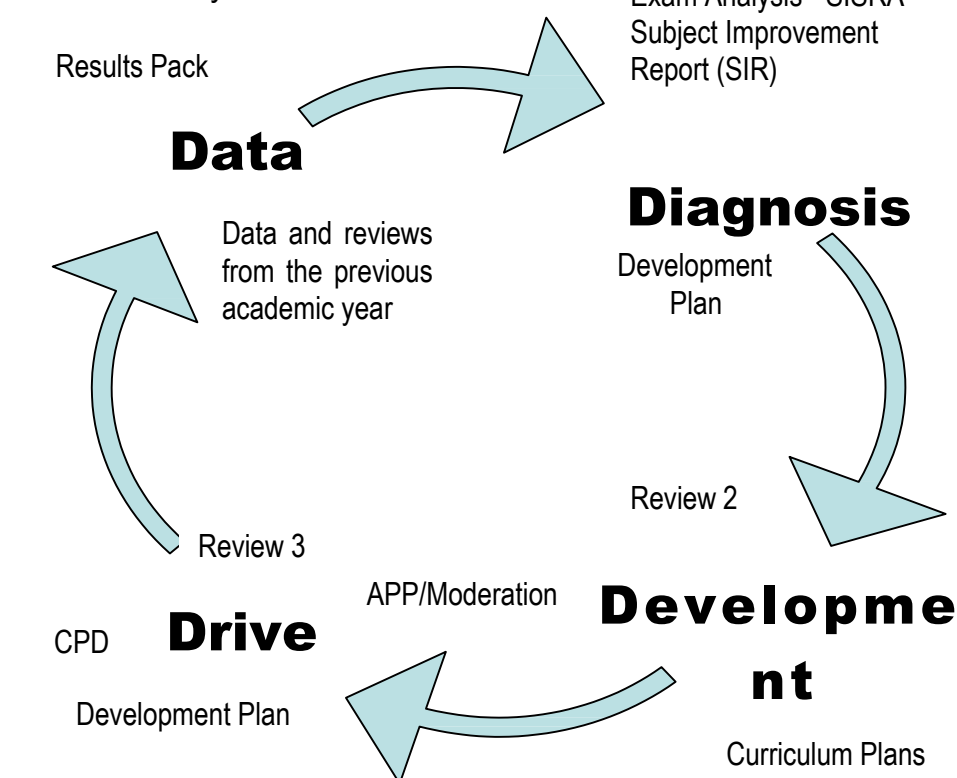 Results Pack
Subject Improvement
Report (SIR)
Data
Data and reviews
from the previous
academic year
Diagnosis
Development
Plan
Review 2
Review 3
APP/Moderation
Developme
nt
CPD
Drive
Development Plan
Curriculum Plans